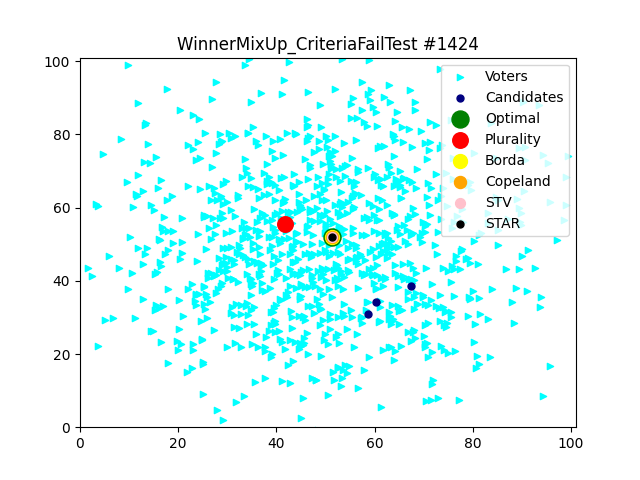 WinnerMixUp_CriteriaFailTest #1424
100
80
60
40
20
0
0 20 40 60 80 100
Voters
Candidates
Optimal
Plurality
Borda
Copeland
STV
STAR